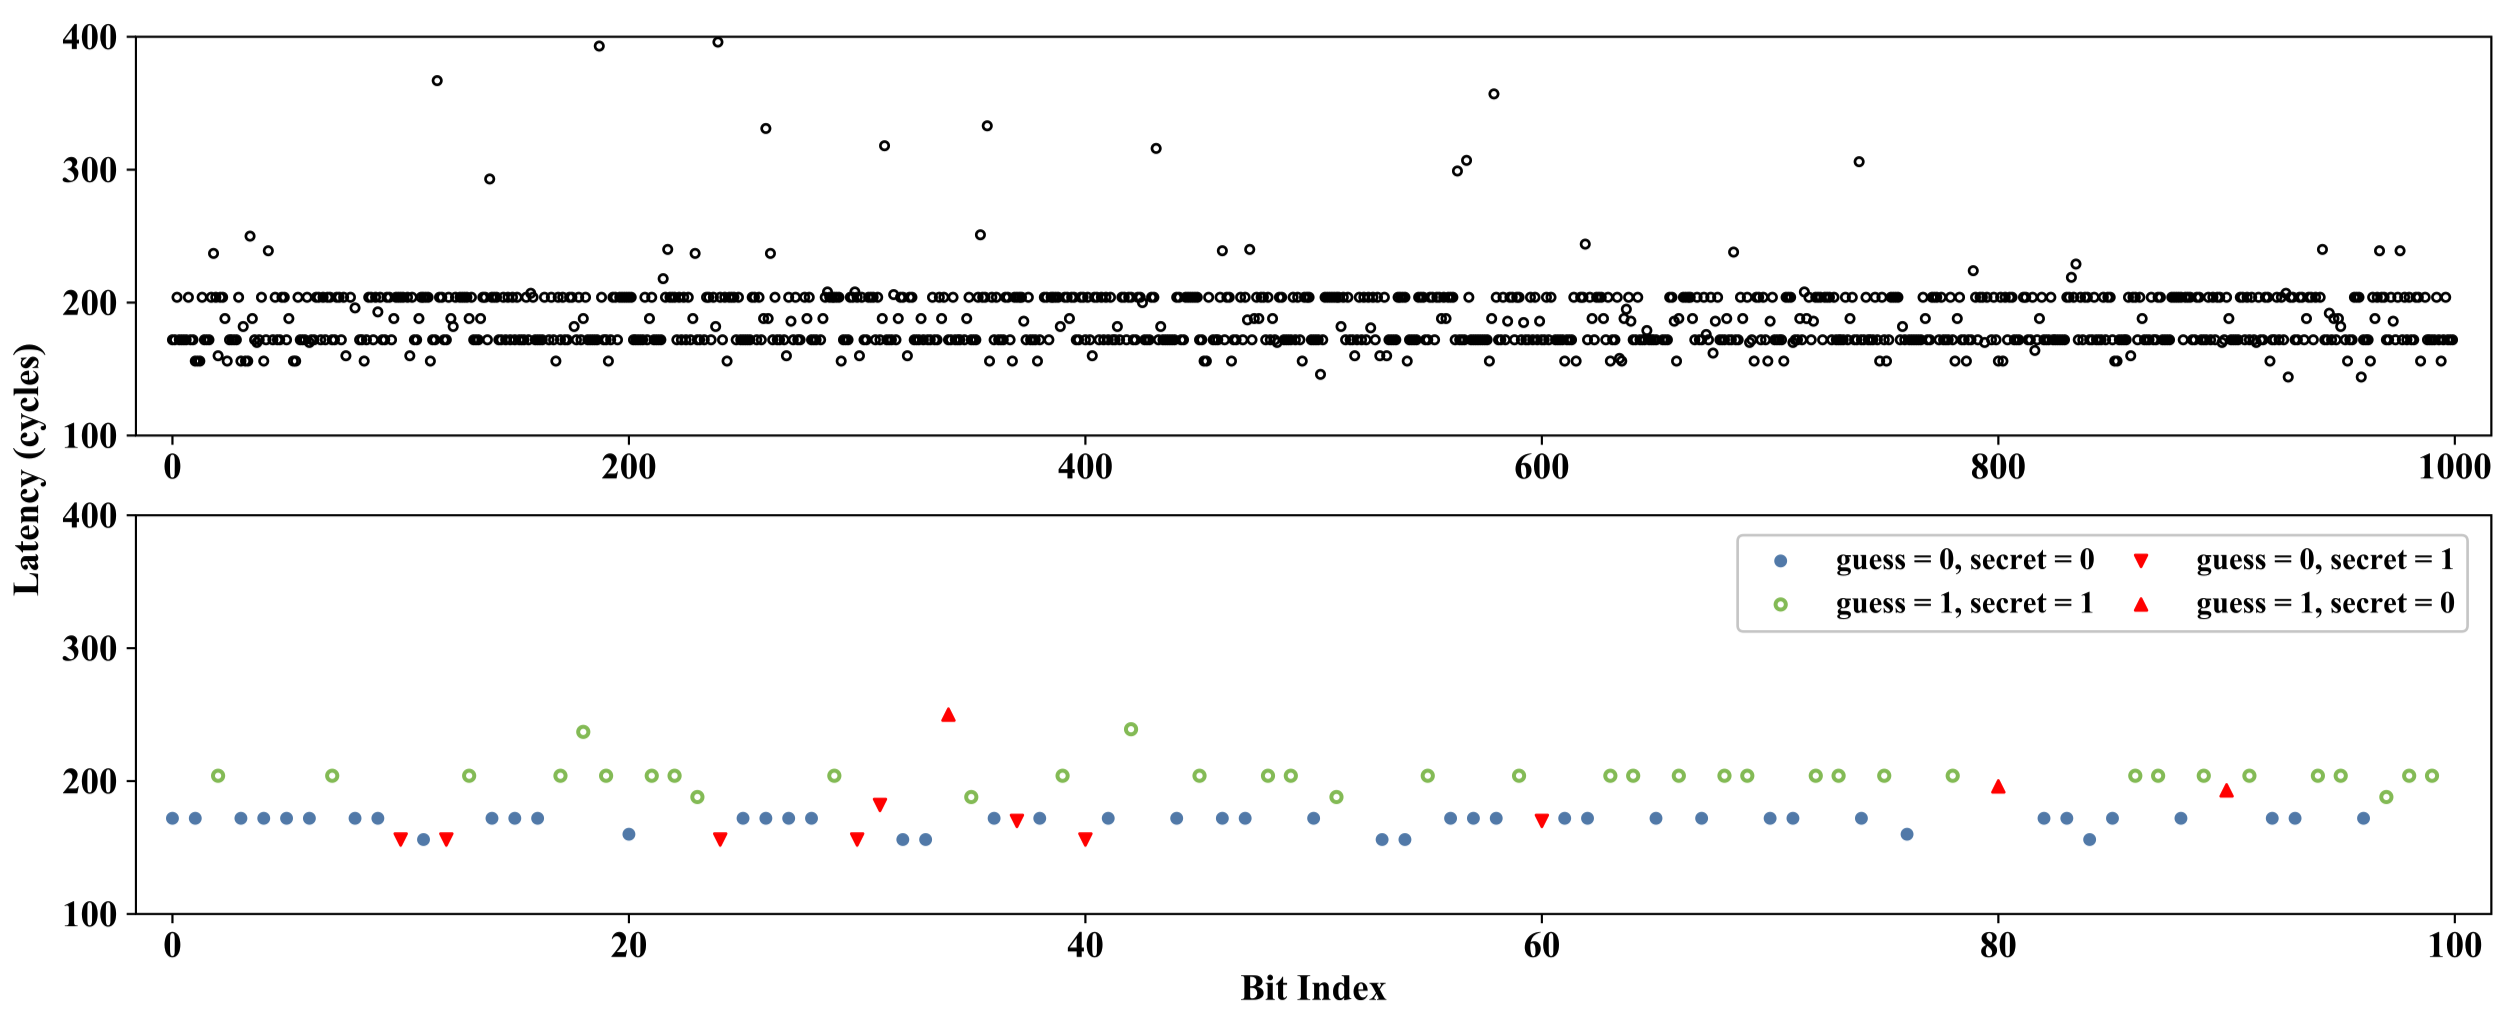 400
300
200
100
0 200 400 600 800 1000
Latency (cycles)
400
300
200
100
guess = 0, secret = 0 guess = 0, secret = 1
guess = 1, secret = 1 guess = 1, secret = 0
0 20 40 60 80 100
Bit Index